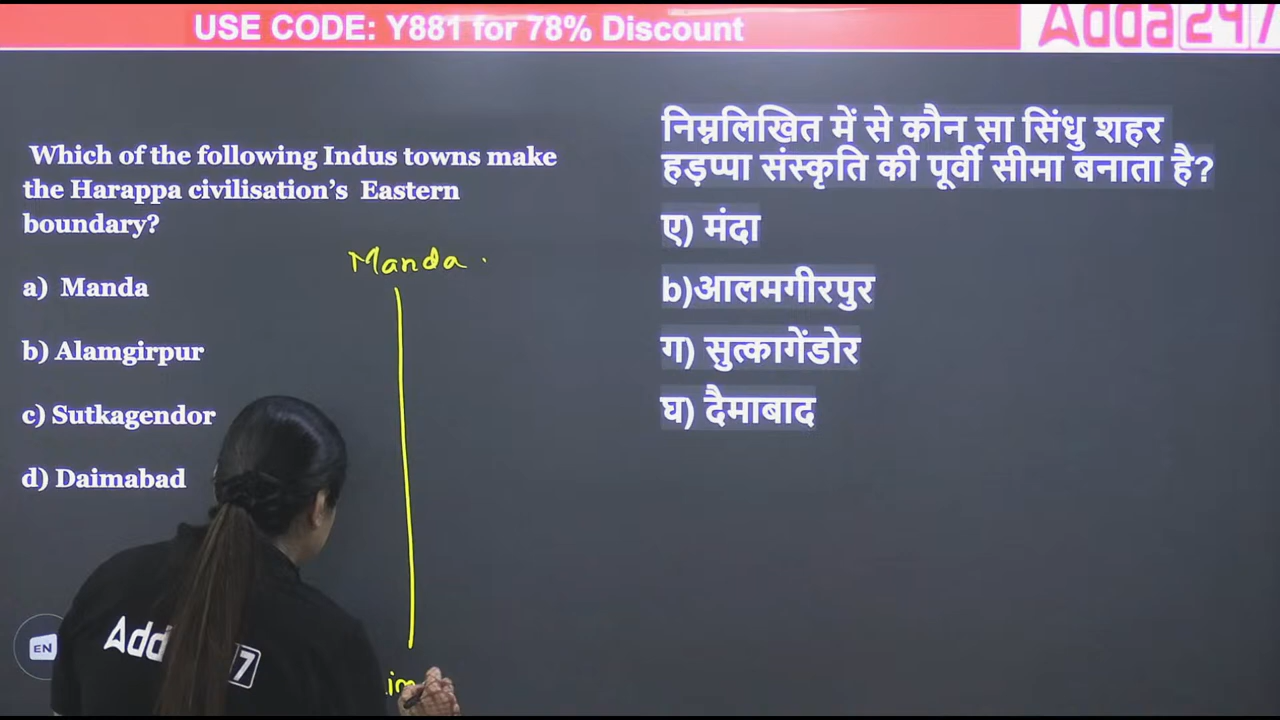 USE CODE: Y881 for 78% Discount
Adda247
Which of the following Indus towns make
the Harappa civilisation’s Eastern
boundary?
a) Manda
b) Alamgirpur
c) Sutkagendor
d) Daimabad
Manda
निम्नलिखित में से कौन सा सिंधु शहर
हड़प्पा संस्कृति की पूर्वी सीमा बनाता है?
ए) मंदा
b)आलमगीरपुर
ग) सुत्कागेंडोर
घ) दैमाबाद
EN